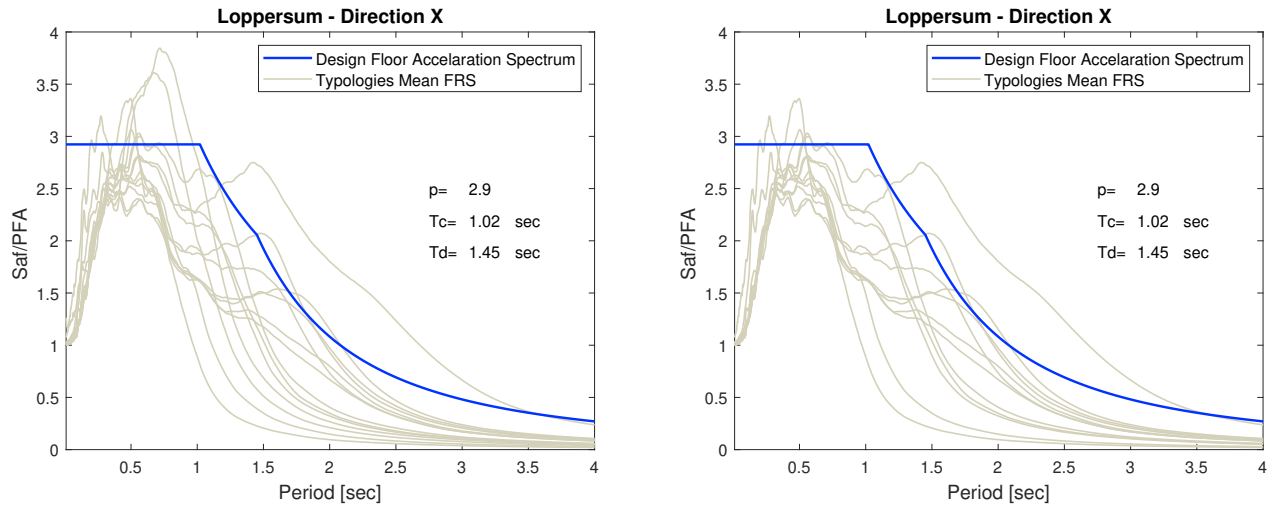 Loppersum - Direction X
Design Floor Accelaration Spectrum
Typologies Mean FRS
p= 2.9
Tc= 1.02 sec
Td= 1.45 sec
Saf/PFA
4
3.5
3
2.5
2
1.5
1
0.5
0
0.5 1 1.5 2 2.5 3 3.5 4
Period [sec]
Loppersum - Direction X
Design Floor Accelaration Spectrum
Typologies Mean FRS
p= 2.9
Tc= 1.02 sec
Td= 1.45 sec
Saf/PFA
4
3.5
3
2.5
2
1.5
1
0.5
0
0.5 1 1.5 2 2.5 3 3.5 4
Period [sec]